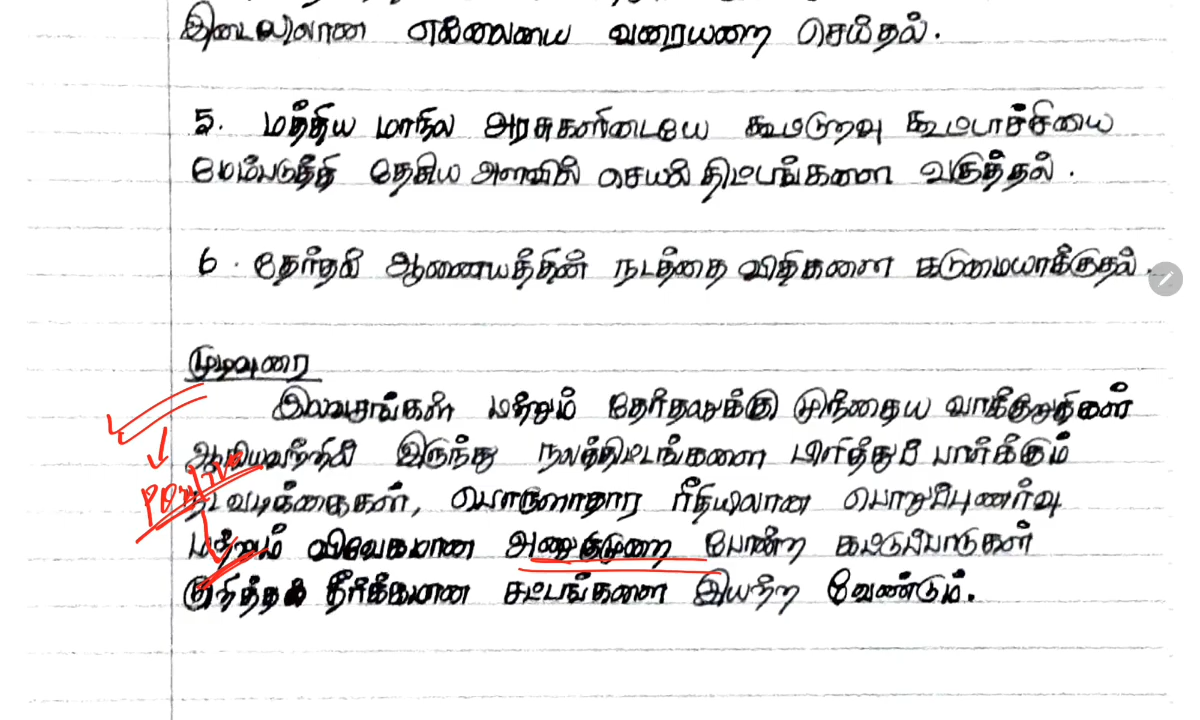 இடையிலான எல்லையை வரையறை செய்தல்.
5. மத்திய மாநில அரசுகளிடையே கூட்டுறவு கூட்டாச்சியை
மேம்படுத்தி தேசிய அளவில் செயல் திட்டங்களை வகுத்தல்.
6. தேர்தல் ஆணையத்தின் நடத்தை விதிகளை கடுமையாக்குதல்.
முடிவுரை
இலவசங்கள் மற்றும் தேர்தலுக்கு முந்தைய வாக்குறுதிகள்
ஆகியவற்றில் இருந்து நலத்திட்டங்களை பிரித்துப் பார்க்கும்
நடவடிக்கைகள், பொருளாதார ரீதியிலான பொறுப்புணர்வு
மற்றும் விவேகமான அணுகுமுறை போன்ற கட்டுப்பாடுகள்
குறித்த தீர்க்கமான சட்டங்களை இயற்ற வேண்டும்.